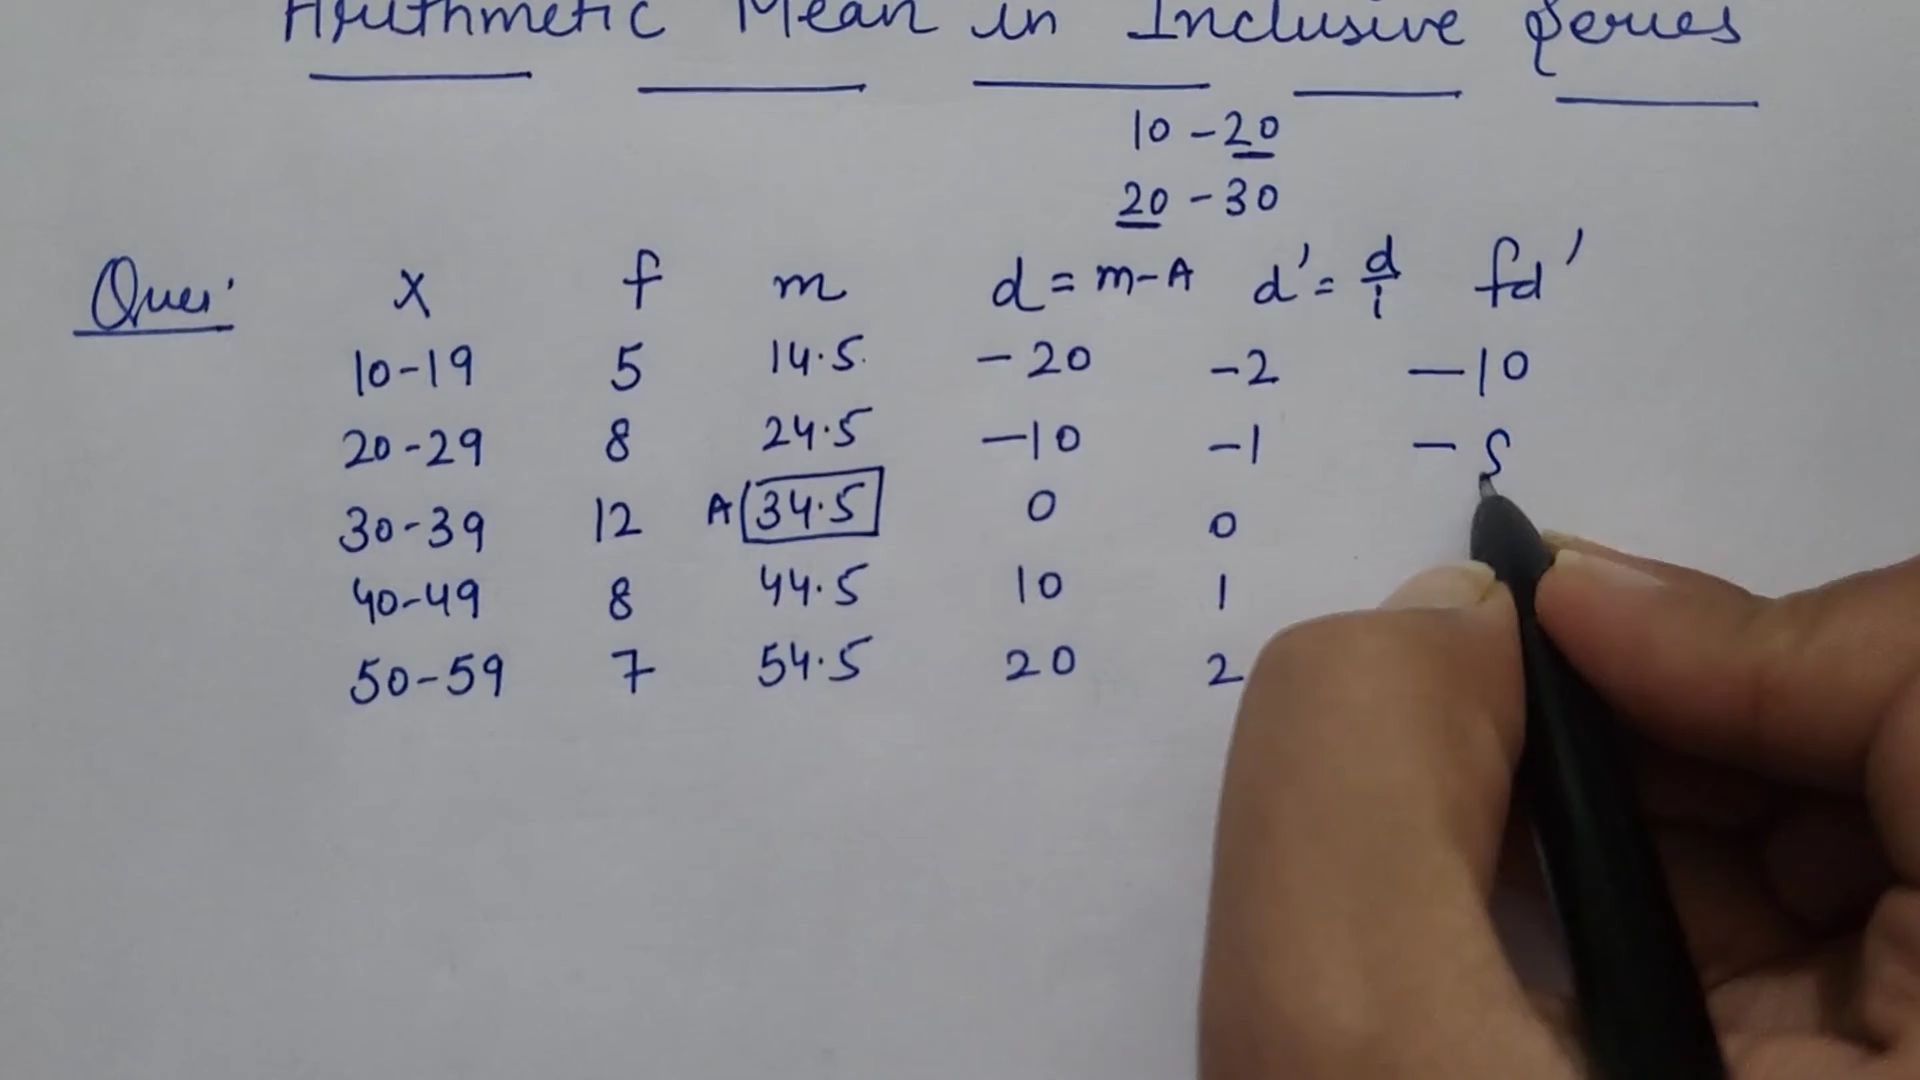 Arithmetic Mean in Inclusive Series
10-20
20-30
Ques. X f m d = m-A d' = d/i fd'
10-19 5 14.5 -20 -2 -10
20-29 8 24.5 -10 -1 -
30-39 12 A 34.5 0 0
40-49 8 44.5 10 1
50-59 7 54.5 20 2